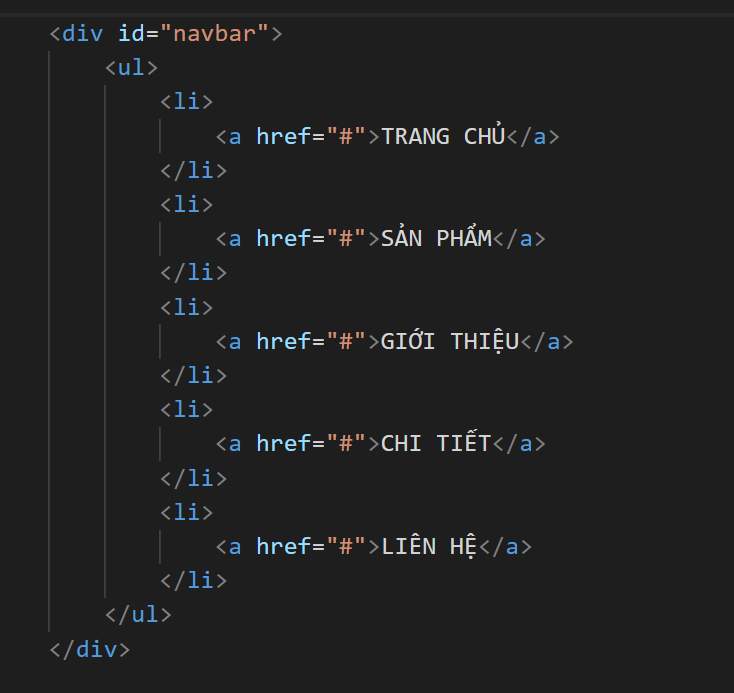 <div id="navbar">
<ul>
<li>
<a href="#">TRANG CHỦ</a>
</li>
<li>
<a href="#">SẢN PHẨM</a>
</li>
<li>
<a href="#">GIỚI THIỆU</a>
</li>
<li>
<a href="#">CHI TIẾT</a>
</li>
<li>
<a href="#">LIÊN HỆ</a>
</li>
</ul>
</div>